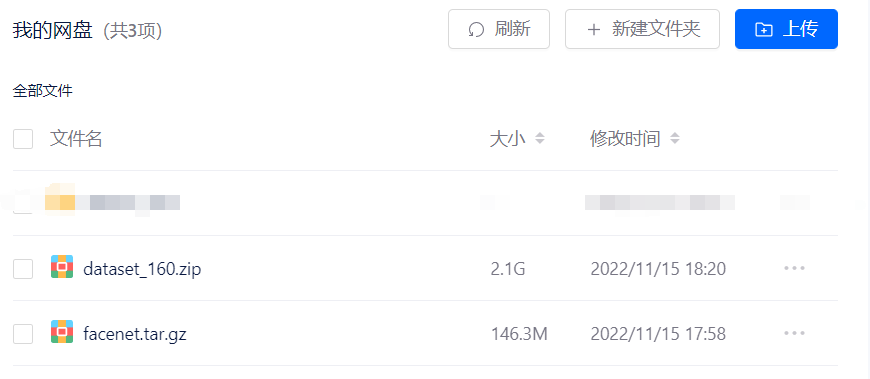 我的网盘 (共3项) 刷新 新建文件夹 上传
全部文件
文件名 大小 修改时间
dataset_160.zip 2.1G 2022/11/15 18:20
facenet.tar.gz 146.3M 2022/11/15 17:58